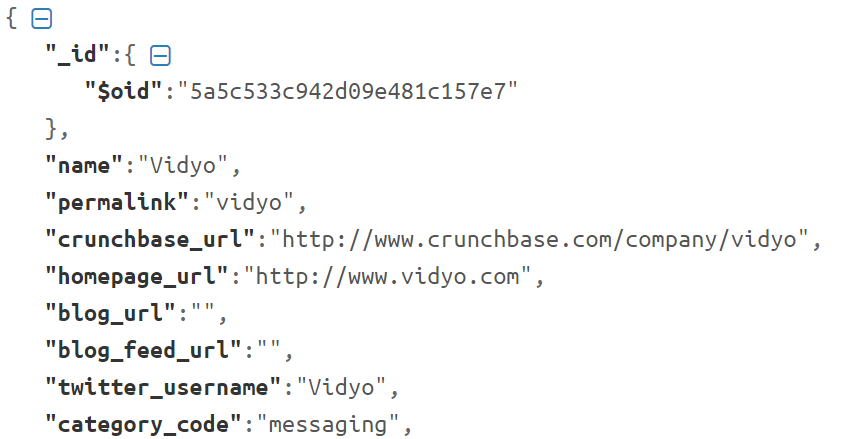 {
"_id":{
"$oid":"5a5c533c942d09e481c157e7"
},
"name":"Vidyo",
"permalink":"vidyo",
"crunchbase_url":"http://www.crunchbase.com/company/vidyo",
"homepage_url":"http://www.vidyo.com",
"blog_url":"",
"blog_feed_url":"",
"twitter_username":"Vidyo",
"category_code":"messaging",